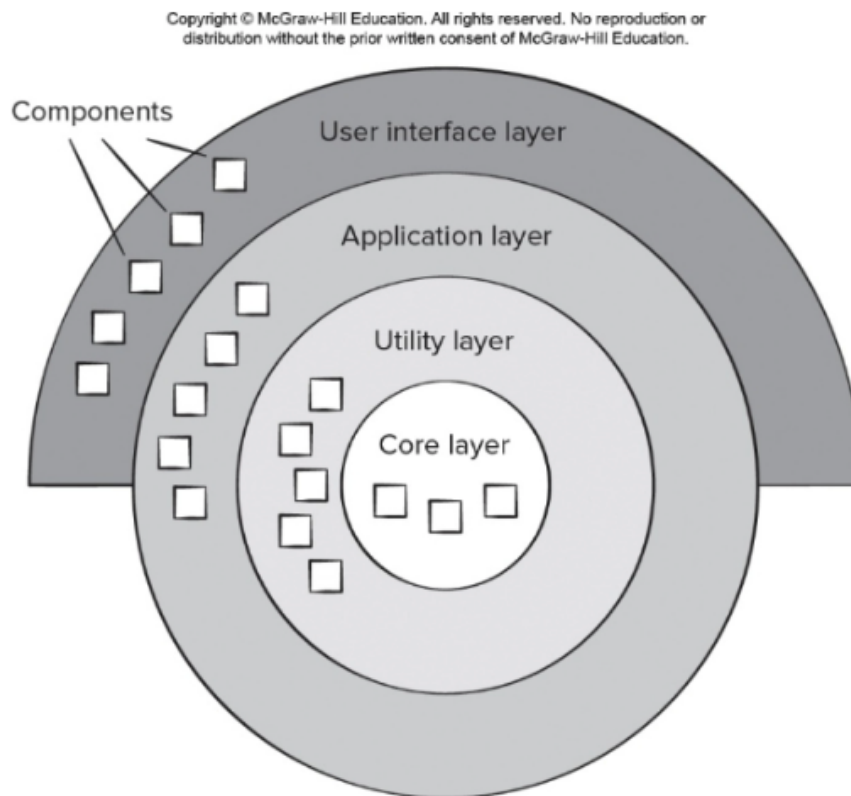 Copyright © McGraw-Hill Education. All rights reserved. No reproduction or
distribution without the prior written consent of McGraw-Hill Education.
Components
User interface layer
Application layer
Utility layer
Core layer